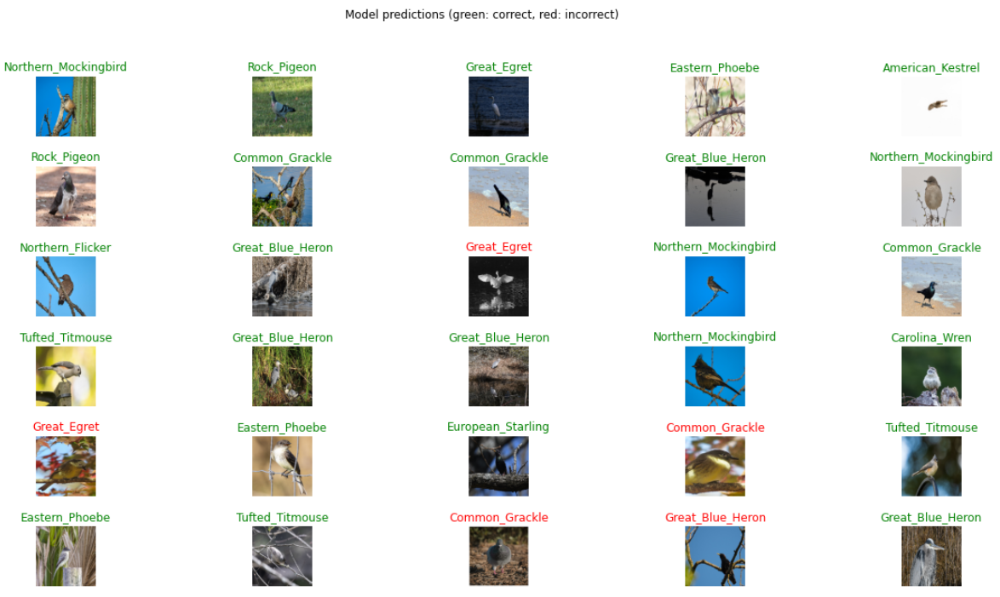 Model predictions (green: correct, red: incorrect)
Northern_Mockingbird Rock_Pigeon Great_Egret Eastern_Phoebe American_Kestrel
Rock_Pigeon Common_Grackle Common_Grackle Great_Blue_Heron Northern_Mockingbird
Northern_Flicker Great_Blue_Heron Great_Egret Northern_Mockingbird Common_Grackle
Tufted_Titmouse Great_Blue_Heron Great_Blue_Heron Northern_Mockingbird Carolina_Wren
Great_Egret Eastern_Phoebe European_Starling Common_Grackle Tufted_Titmouse
Eastern_Phoebe Tufted_Titmouse Common_Grackle Great_Blue_Heron Great_Blue_Heron